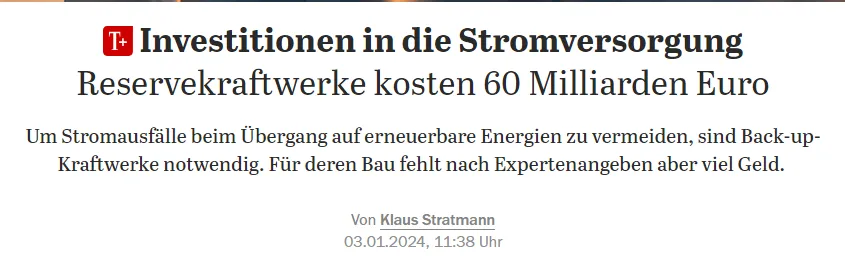 T+ Investitionen in die Stromversorgung
Reservekraftwerke kosten 60 Milliarden Euro
Um Stromausfälle beim Übergang auf erneuerbare Energien zu vermeiden, sind Back-up-
Kraftwerke notwendig. Für deren Bau fehlt nach Expertenangeben aber viel Geld.
Von Klaus Stratmann
03.01.2024, 11:38 Uhr